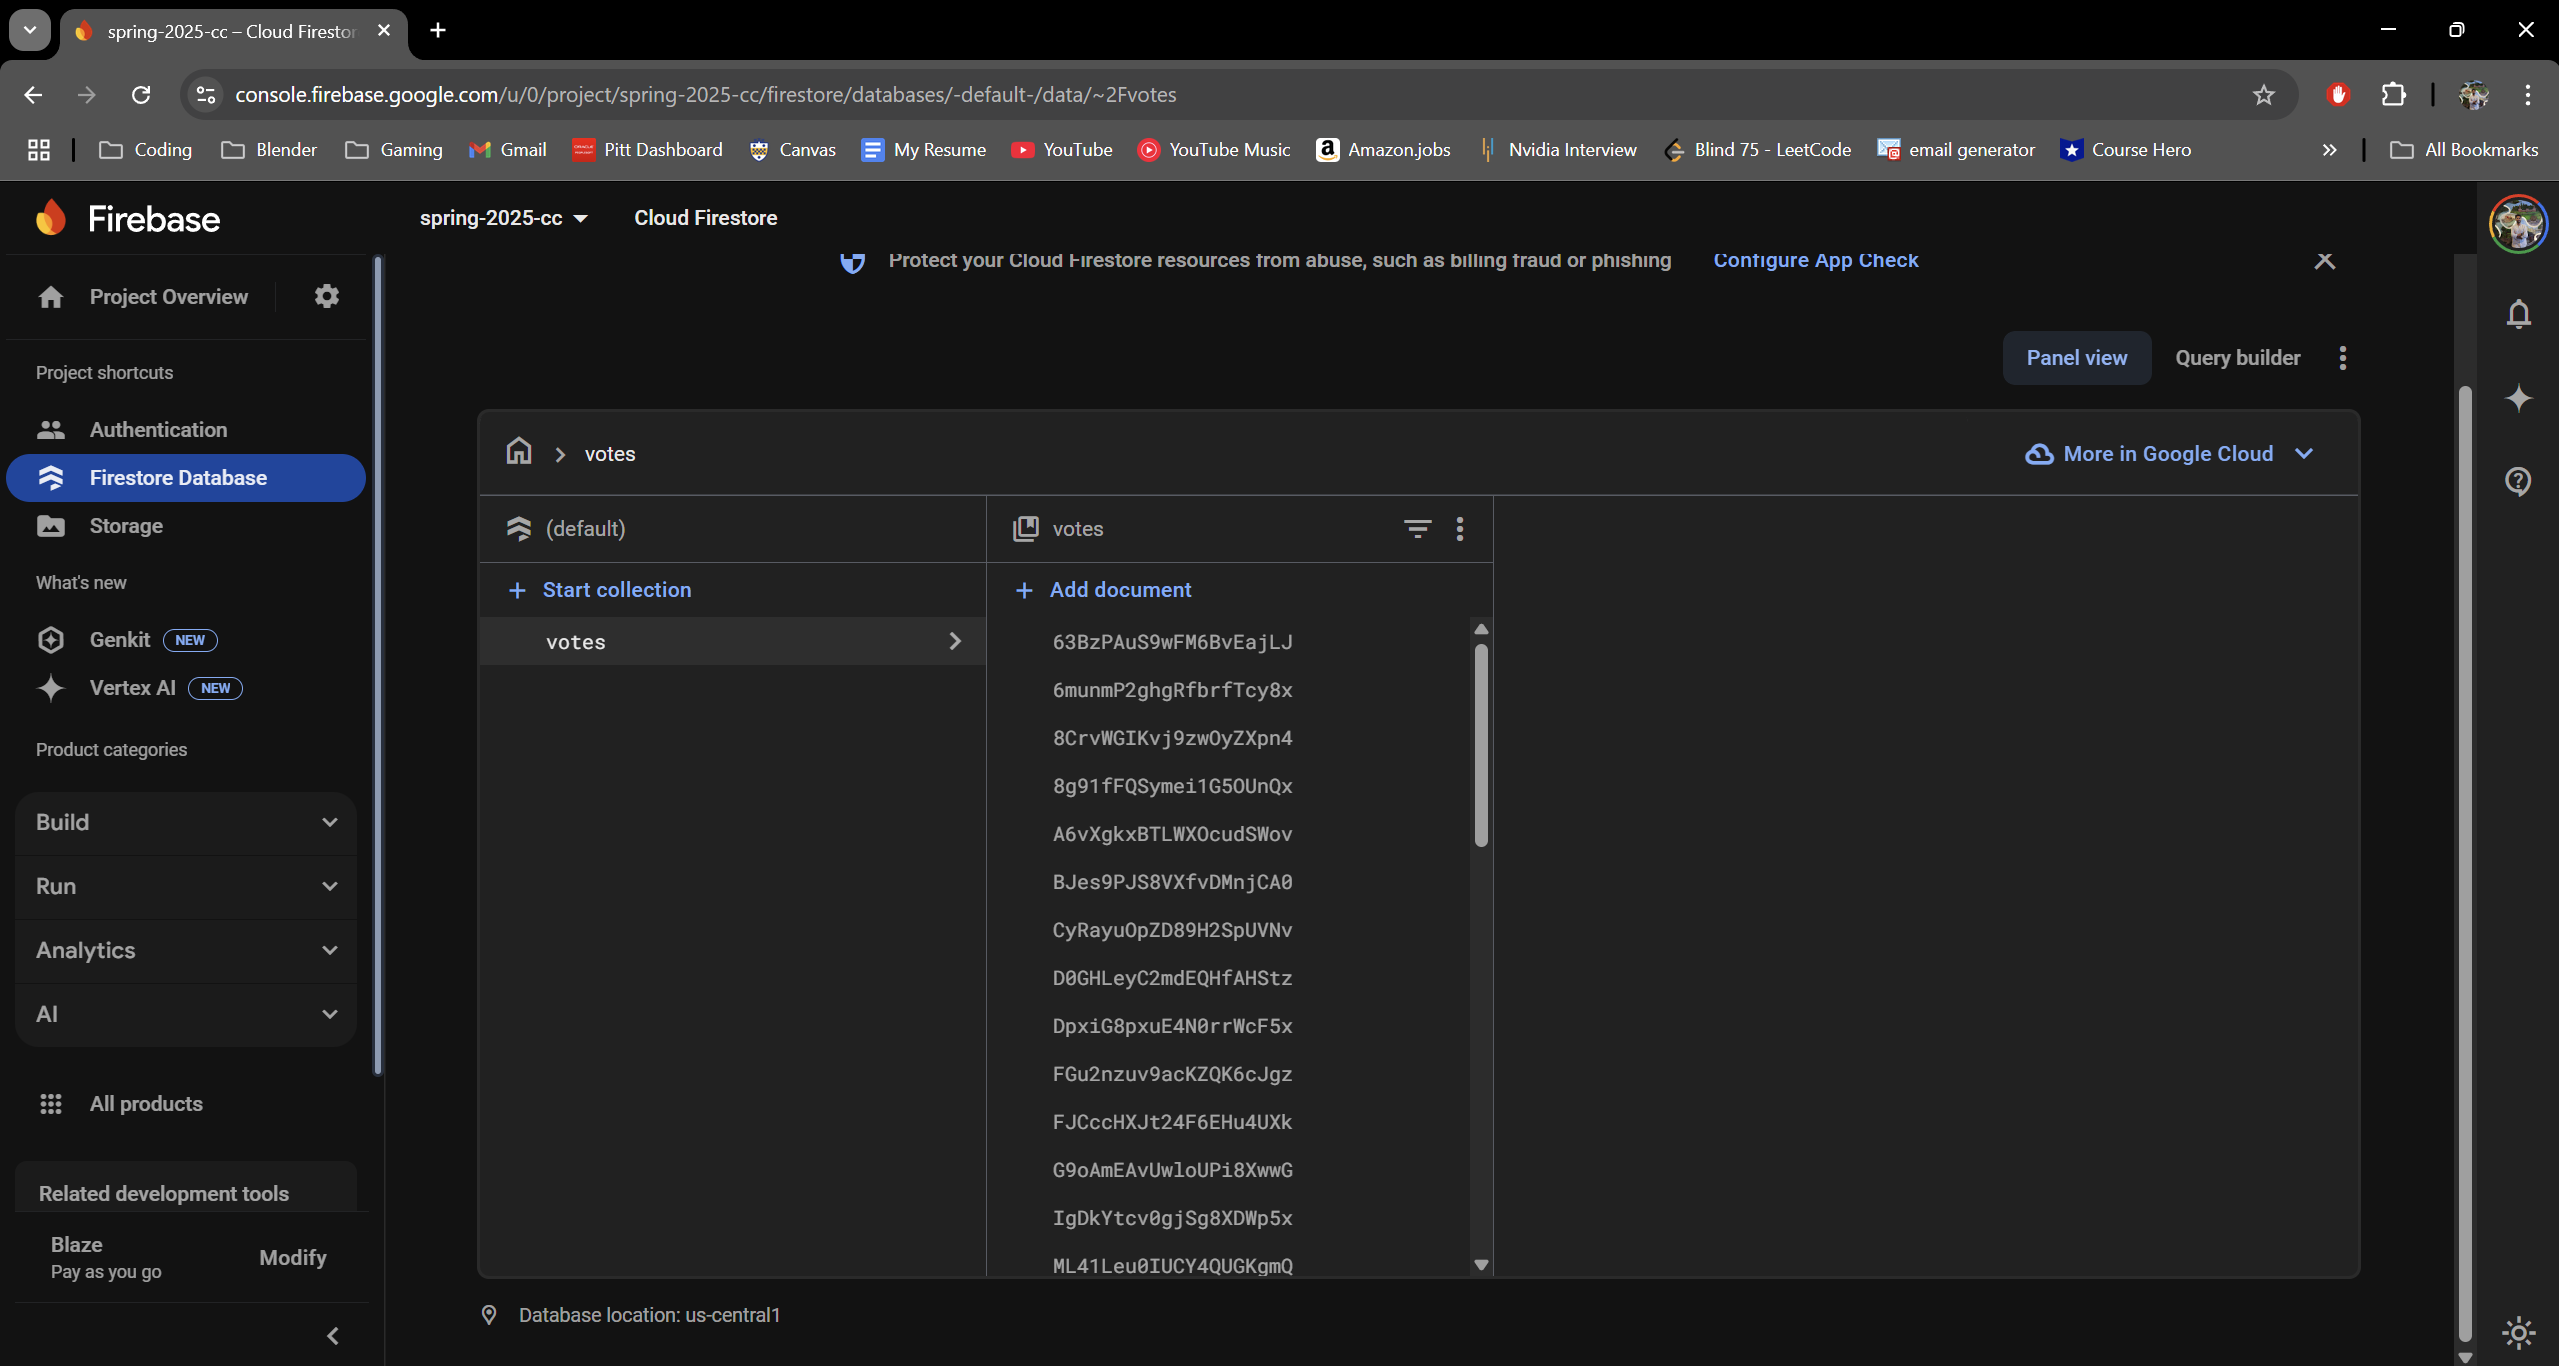 spring-2025-cc – Cloud Firestor
console.firebase.google.com/u/0/project/spring-2025-cc/firestore/databases/-default-/data/~2Fvotes
Coding Blender Gaming Gmail Pitt Dashboard Canvas My Resume YouTube YouTube Music Amazon.jobs Nvidia Interview Blind 75 - LeetCode email generator Course Hero » All Bookmarks
Firebase
spring-2025-cc Cloud Firestore
Protect your Cloud Firestore resources from abuse, such as billing fraud or phishing Configure App Check
Project Overview
Project shortcuts
Authentication
Firestore Database
Storage
What's new
Genkit NEW
Vertex AI NEW
Product categories
Build
Run
Analytics
AI
All products
Related development tools
Blaze
Pay as you go
Modify
Panel view Query builder
votes
More in Google Cloud
(default)
Start collection
votes
votes
Add document
63BzPAuS9wFM6BvEajLJ
6munmP2ghgRfbrfTcy8x
8CrvWGIKvj9zwOyZXpn4
8g91fFQSymei1G5OUnQx
A6vXgkxBTLWXOcudSWov
BJes9PJS8VXfvDMnjCA0
CyRayuOpZD89H2SpUVNv
D0GHLeyC2mdEQHfAHStz
DpxiG8pxuE4N0rrWcF5x
FGu2nzuv9acKZQK6cJgz
FJCccHXJt24F6EHu4UXk
G9oAmEAvUwloUPi8XwwG
IgDkYtcv0gjSg8XDWp5x
ML41Leu0IUCY4QUGKgmQ
Database location: us-central1